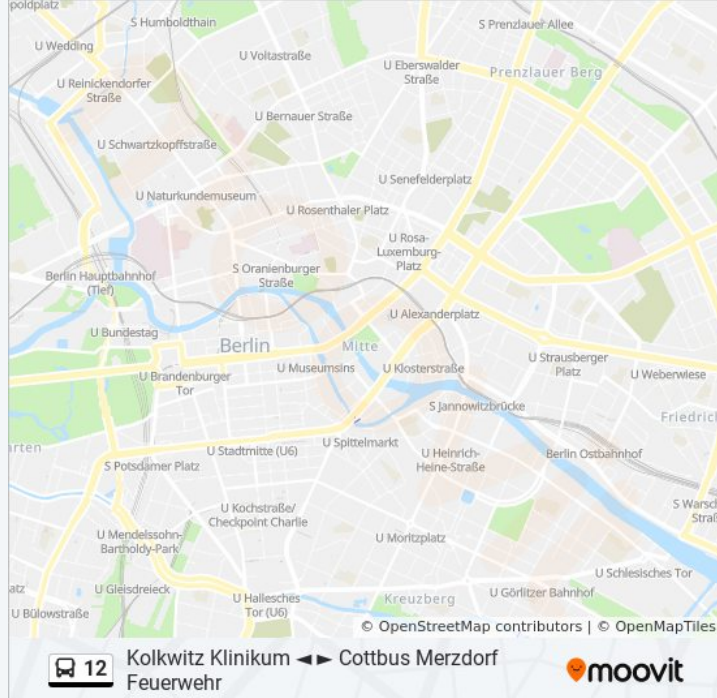 poldplatz
S Humboldthain
S Prenzlauer Allee
U Wedding
U Voltastraße
U Eberswalder
Straße
Prenzlauer Berg
U Reinickendorfer
Straße
U Bernauer Straße
U Schwartzkopffstraße
U Senefelderplatz
U Naturkundemuseum
U Rosenthaler Platz
U Rosa-
Luxemburg-
Platz
Berlin Hauptbahnhof
(Tief)
S Oranienburger
Straße
U Alexanderplatz
U Bundestag
Berlin
Mitte
U Strausberger
Platz
U Brandenburger
Tor
U Museumsins
U Klosterstraße
U Weberwiese
S Jannowitzbrücke
Friedric
arten
U Stadtmitte (U6)
U Spittelmarkt
U Heinrich-
Heine-Straße
Berlin Ostbahnhof
S Potsdamer Platz
S Warsc
Straß
U Kochstraße/
Checkpoint Charlie
U Mendelssohn-
Bartholdy-Park
U Moritzplatz
U Schlesisches Tor
atz
U Gleisdreieck
U Hallesches
Tor (U6)
Kreuzberg
U Görlitzer Bahnhof
U Bülowstraße
© OpenStreetMap contributors | © OpenMapTiles
12
Kolkwitz Klinikum ◄► Cottbus Merzdorf
Feuerwehr
moovit